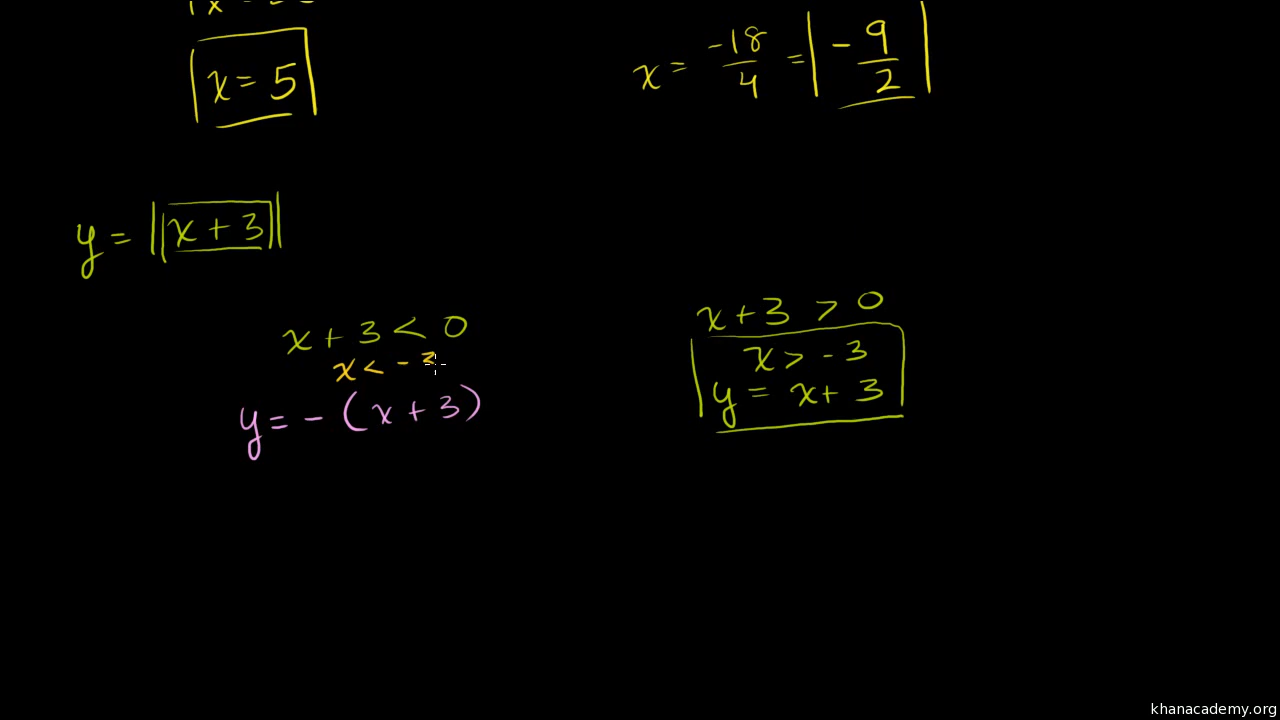 x = 5
x = -18/4 = -9/2
y = |x + 3|
x + 3 < 0
x < - 3
y = - (x + 3)
x + 3 > 0
x > - 3
y = x + 3
khanacademy.org